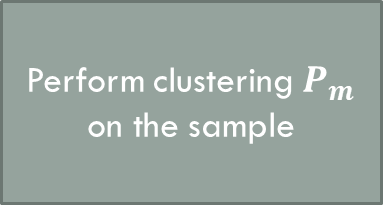 Perform clustering 𝑷𝒎
on the sample